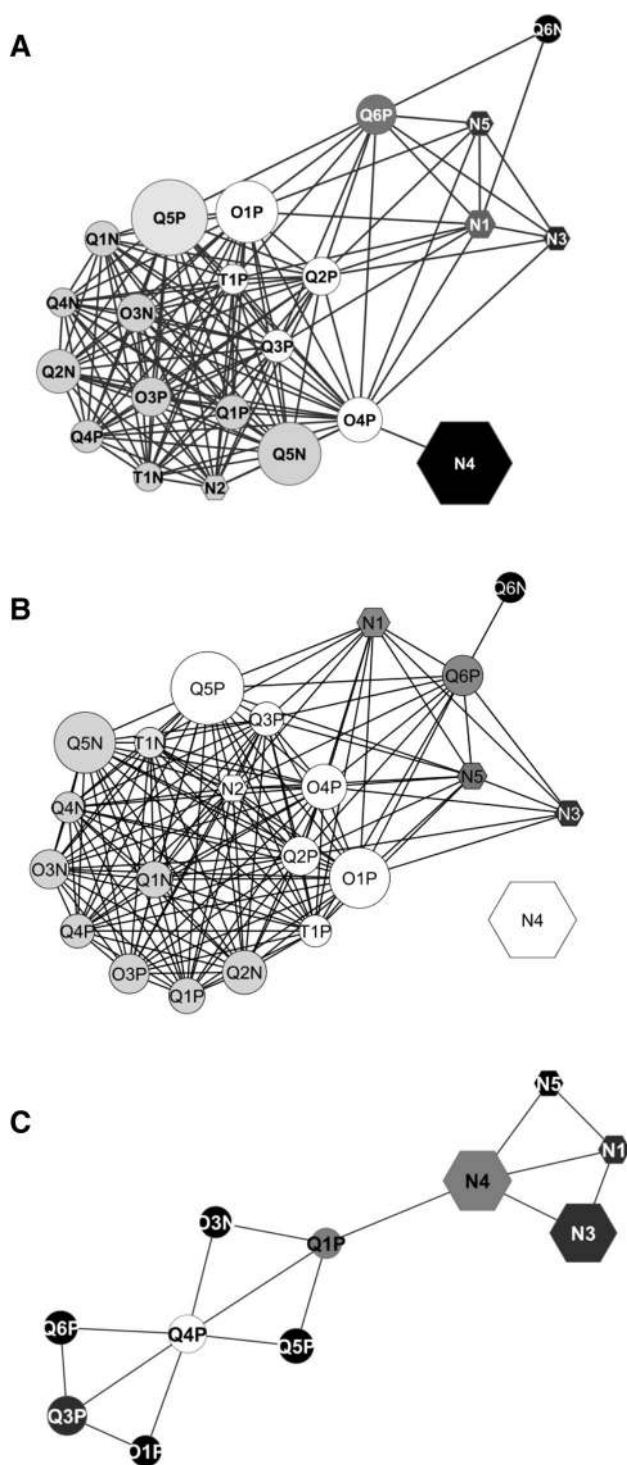 A
Q6N
Q6P
N5
Q5P
O1P
Q1N
N1
N3
T1P
Q2P
Q4N
O3N
Q3P
Q2N
O3P
Q1P
O4P
Q4P
Q5N
N4
T1N
N2
B
Q6N
N1
Q5P
Q6P
Q3P
Q5N
T1N
N5
N2
O4P
Q4N
N3
Q2P
O3N
Q1N
O1P
N4
Q4P
T1P
O3P
Q2N
Q1P
C
N5
N1
N4
O3N
N3
Q1P
Q6P
Q4P
Q5P
Q3P
O1P